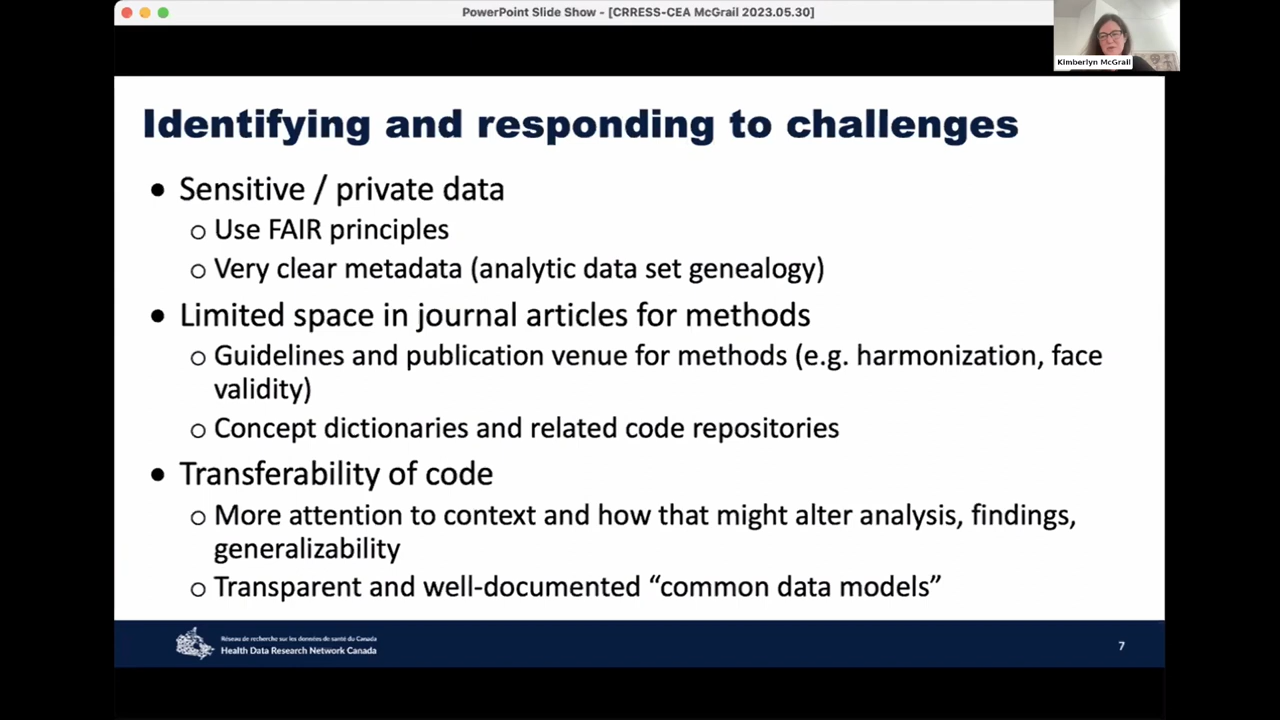 PowerPoint Slide Show - [CRRESS-CEA McGrail 2023.05.30]
Kimberlyn McGrail
Identifying and responding to challenges
• Sensitive / private data
o Use FAIR principles
o Very clear metadata (analytic data set genealogy)
• Limited space in journal articles for methods
o Guidelines and publication venue for methods (e.g. harmonization, face
validity)
o Concept dictionaries and related code repositories
• Transferability of code
o More attention to context and how that might alter analysis, findings,
generalizability
o Transparent and well-documented “common data models”
Réseau de recherche sur les données de santé du Canada
Health Data Research Network Canada
7